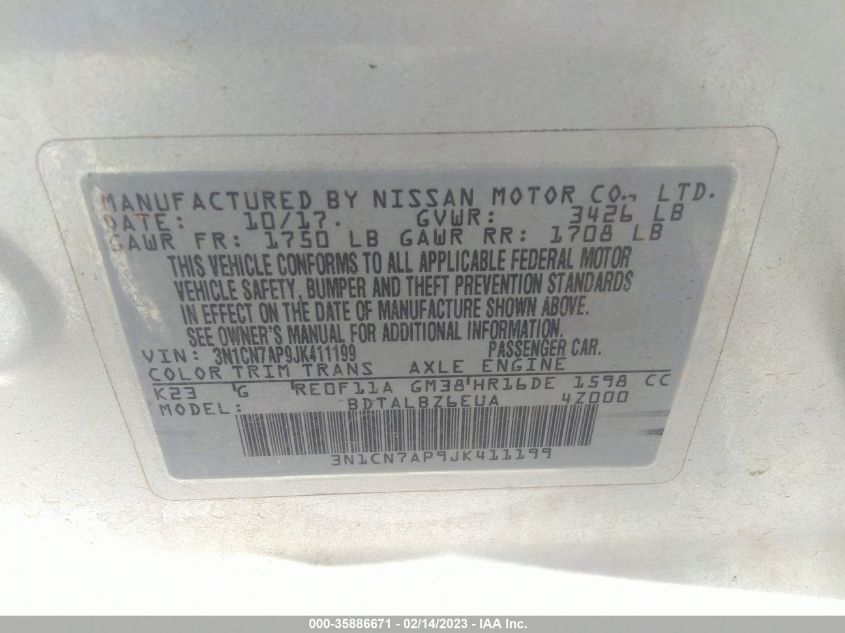 MANUFACTURED BY NISSAN MOTOR CO., LTD.
DATE: 10/17. GVWR: 3426 LB
GAWR FR: 1750 LB GAWR RR: 1708 LB
THIS VEHICLE CONFORMS TO ALL APPLICABLE FEDERAL MOTOR
VEHICLE SAFETY, BUMPER AND THEFT PREVENTION STANDARDS
IN EFFECT ON THE DATE OF MANUFACTURE SHOWN ABOVE.
SEE OWNER'S MANUAL FOR ADDITIONAL INFORMATION.
VIN: 3N1CN7AP9JK411199 PASSENGER CAR.
COLOR TRIM TRANS AXLE ENGINE
K23 G RE0F11A GM38 HR16DE 1598 CC
MODEL: BDTALBZ6EUA 4Z000
3N1CN7AP9JK411199
000-35886671 - 02/14/2023 - IAA Inc.